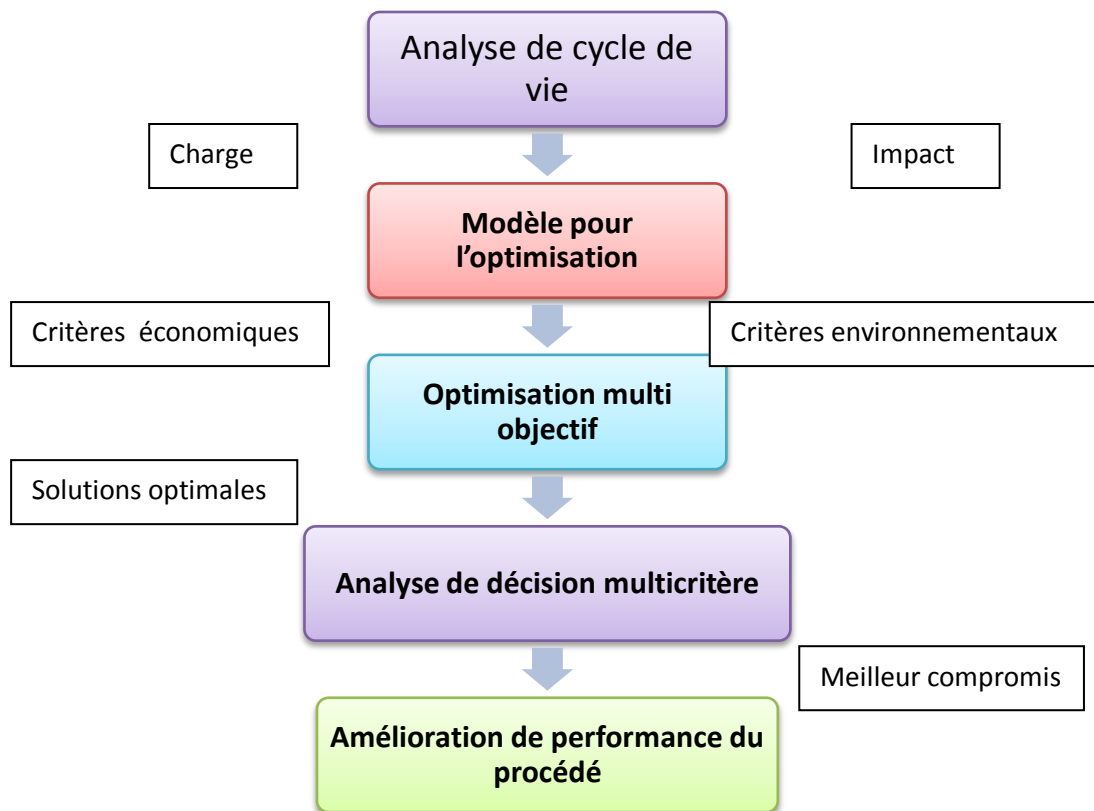 Analyse de cycle de
vie
Charge
Impact
Modèle pour
l’optimisation
Critères économiques
Critères environnementaux
Optimisation multi
objectif
Solutions optimales
Analyse de décision multicritère
Meilleur compromis
Amélioration de performance du
procédé